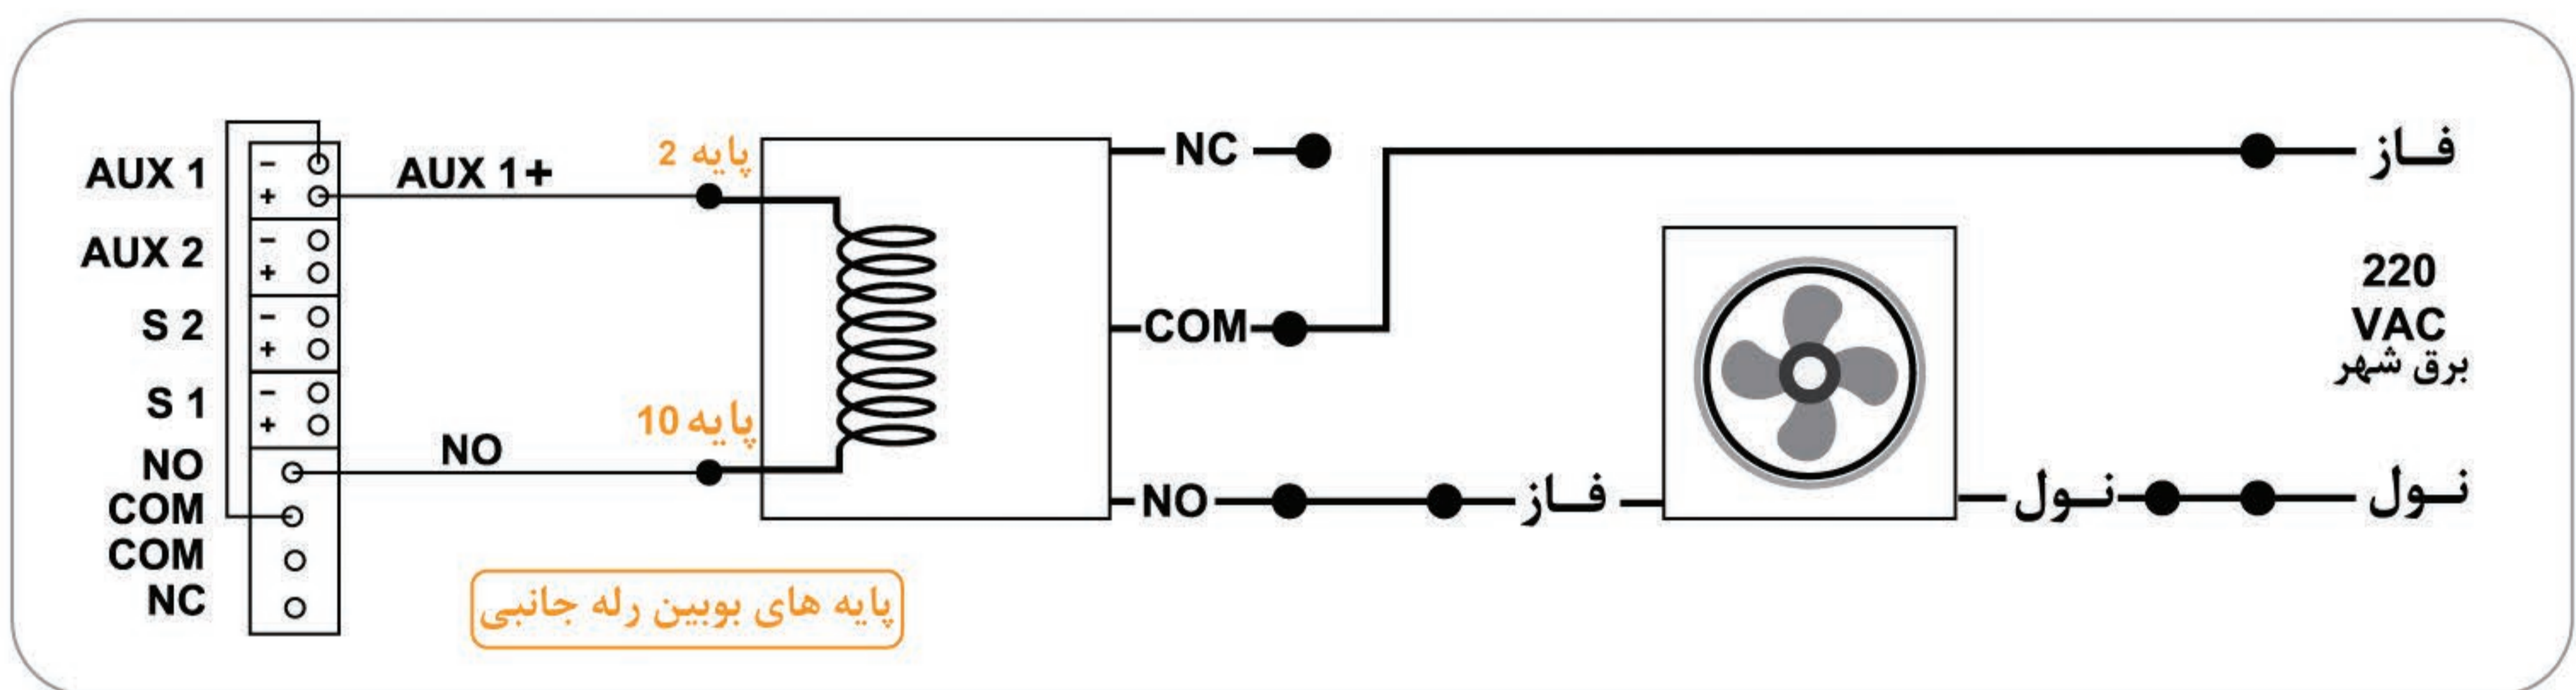 AUX 1
AUX 2
S 2
S 1
NO
COM
COM
NC
-
+
-
+
-
+
-
+
AUX 1+
NO
پایه 2
پایه 10
پایه های بوبین رله جانبی
NC
COM
NO
فـاز
نـول
فـاز
220
VAC
برق شهر
نـول